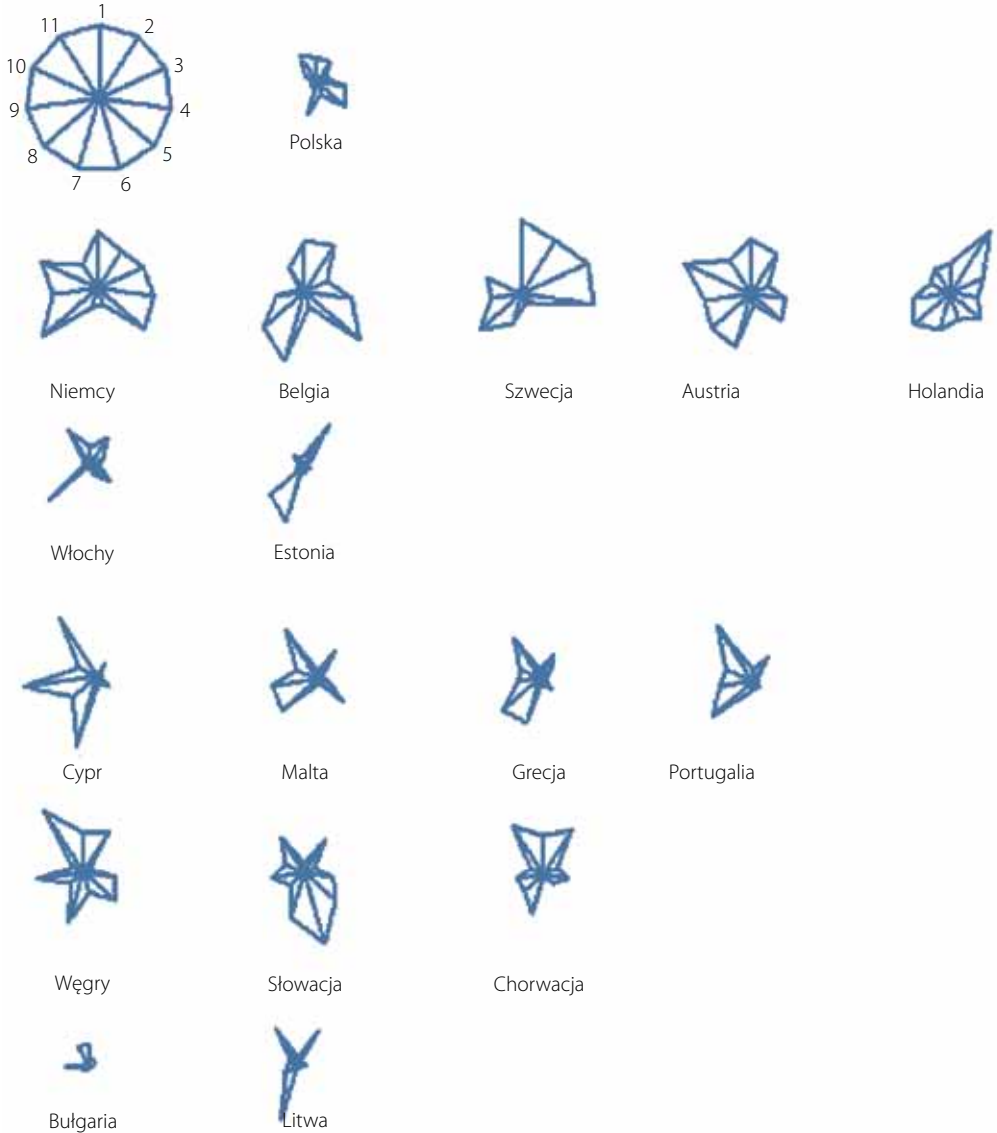 1
11 2
10 3
9 4
8 5
7 6
Polska
Niemcy Belgia Szwecja Austria Holandia
Włochy Estonia
Cypr Malta Grecja Portugalia
Węgry Słowacja Chorwacja
Bułgaria Litwa